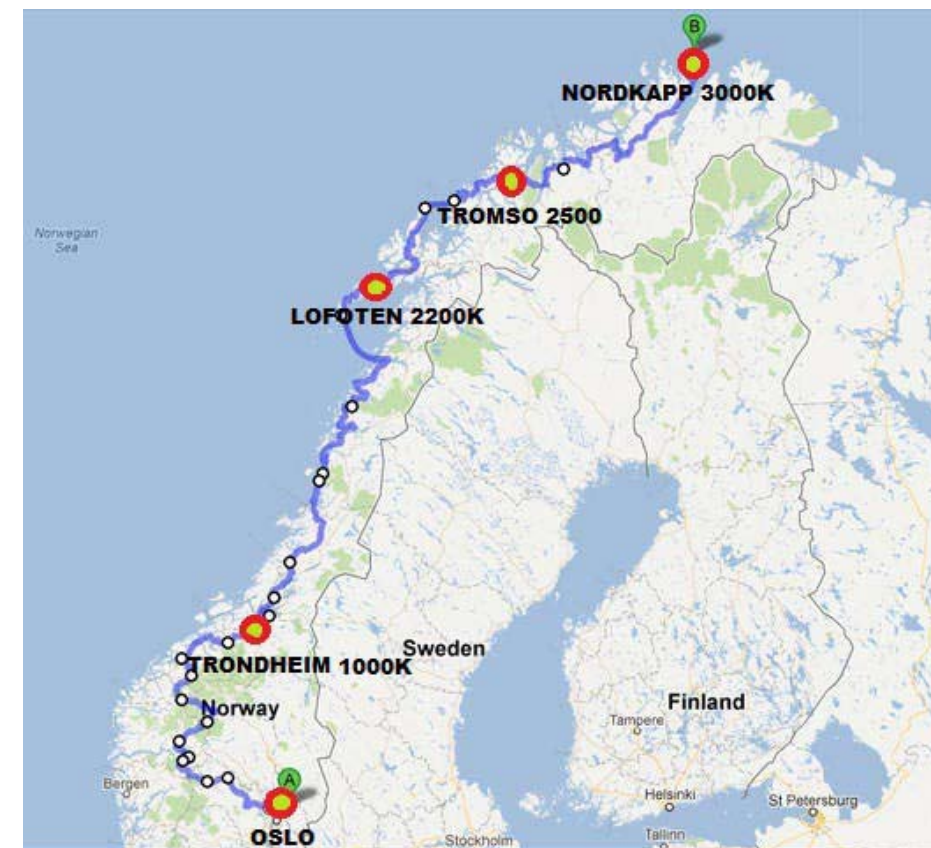 B
NORDKAPP 3000K
TROMSO 2500
Norwegian
Sea
LOFOTEN 2200K
Sweden
TRONDHEIM 1000K
Finland
Norway
Tampere
A
Bergen
Helsinki
St Petersburg
OSLO
Tallinn
Stockholm